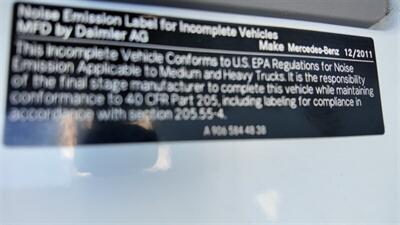 Noise Emission Label for Incomplete Vehicles
MFD by Daimler AG
Make Mercedes-Benz 12/2011
This Incomplete Vehicle Conforms to U.S. EPA Regulations for Noise
Emission Applicable to Medium and Heavy Trucks. It is the responsibility
of the final stage manufacturer to complete this vehicle while maintaining
conformance to 40 CFR Part 205, including labeling for compliance in
accordance with section 205.55-4.
A 906 584 48 38